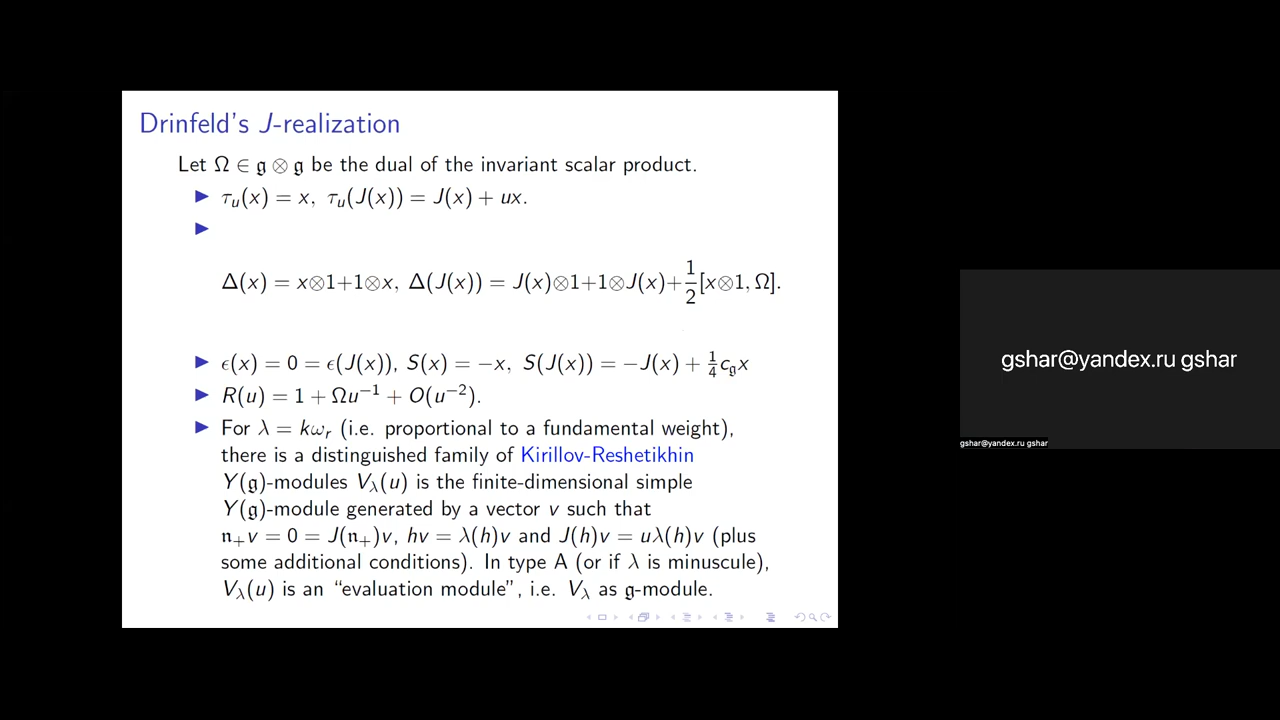 Drinfeld's J-realization
Let Ω ∈ 𝔤 ⊗ 𝔤 be the dual of the invariant scalar product.
▶ τ_u(x) = x, τ_u(J(x)) = J(x) + ux.
▶
Δ(x) = x⊗1+1⊗x, Δ(J(x)) = J(x)⊗1+1⊗J(x)+½[x⊗1, Ω].
▶ ϵ(x) = 0 = ϵ(J(x)), S(x) = −x, S(J(x)) = −J(x) + ¼c_𝔤x
▶ R(u) = 1 + Ωu⁻¹ + O(u⁻²).
▶ For λ = kω_r (i.e. proportional to a fundamental weight),
there is a distinguished family of Kirillov-Reshetikhin
Y(𝔤)-modules V_λ(u) is the finite-dimensional simple
Y(𝔤)-module generated by a vector v such that
𝔫₊v = 0 = J(𝔫₊)v, hv = λ(h)v and J(h)v = uλ(h)v (plus
some additional conditions). In type A (or if λ is minuscule),
V_λ(u) is an “evaluation module”, i.e. V_λ as 𝔤-module.
gshar@yandex.ru gshar
gshar@yandex.ru gshar